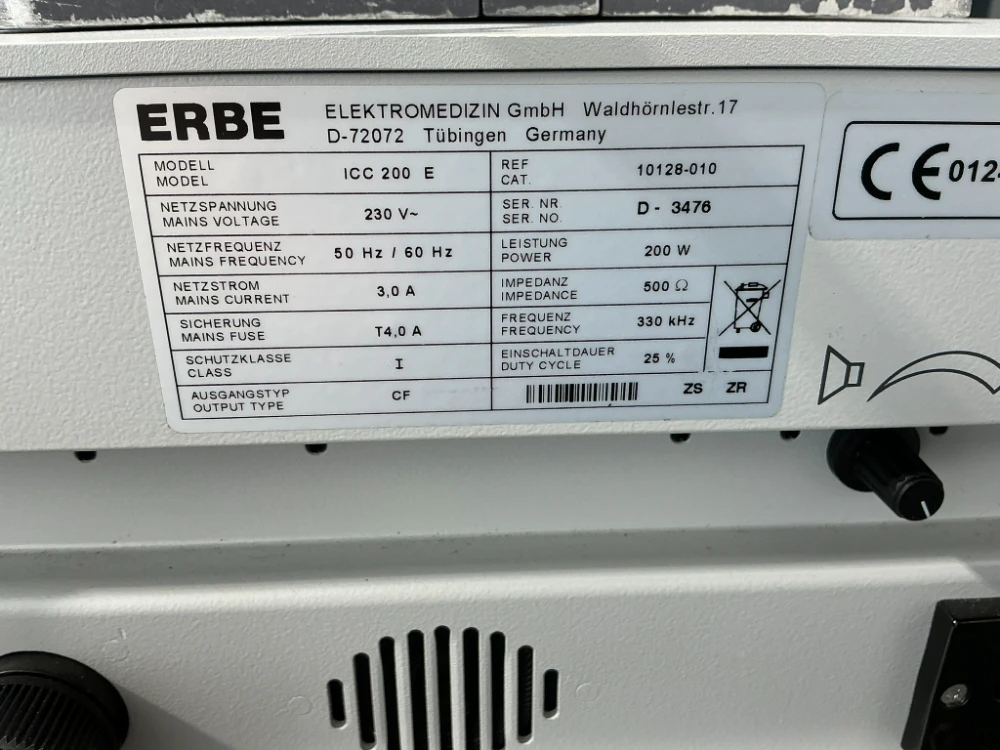 ERBE ELEKTROMEDIZIN GmbH Waldhörnlestr. 17
D-72072 Tübingen Germany
MODELL
MODEL
ICC 200 E
REF
CAT.
10128-010
NETZSPANNUNG
MAINS VOLTAGE
230 V~
SER. NR.
SER. NO.
D - 3476
NETZFREQUENZ
MAINS FREQUENCY
50 Hz / 60 Hz
LEISTUNG
POWER
200 W
NETZSTROM
MAINS CURRENT
3,0 A
IMPEDANZ
IMPEDANCE
500 Ω
SICHERUNG
MAINS FUSE
T4,0 A
FREQUENZ
FREQUENCY
330 kHz
SCHUTZKLASSE
CLASS
I
EINSCHALTDAUER
DUTY CYCLE
25 %
AUSGANGSTYP
OUTPUT TYPE
CF
ZS ZR
CE 012